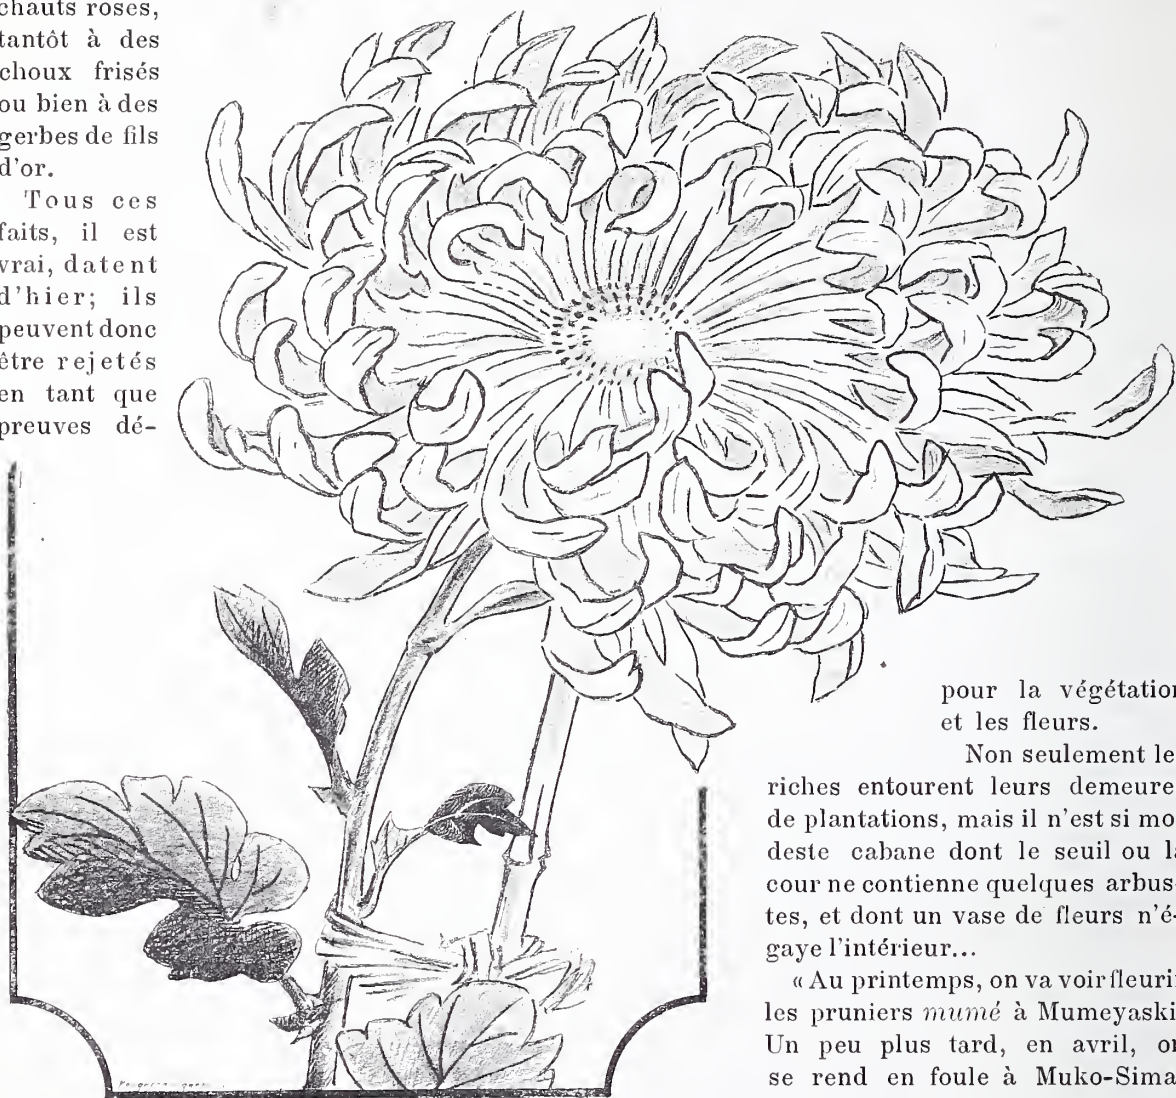 chauts roses,
tantôt à des
choux frisés
ou bien à des
gerbes de fils
d'or.
Tous ces
faits, il est
vrai, datent
d'hier; ils
peuvent donc
être rejetés
en tant que
preuves dé-
pour la végétation
et les fleurs.
Non seulement le
riches entourent leurs demeure
de plantations, mais il n'est si mo-
deste cabane dont le seuil ou la
cour ne contienne quelques arbus-
tes, et dont un vase de fleurs n'é-
gaye l'intérieur...
« Au printemps, on va voir fleurir
les pruniers mumé à Mumeyaski.
Un peu plus tard, en avril, on
se rend en foule à Muko-Sima,